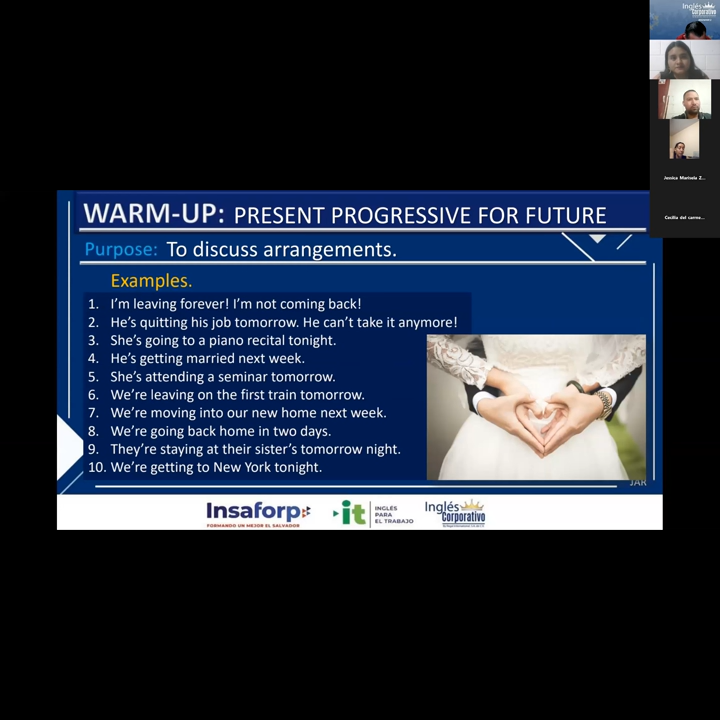 Inglés
Corporativo
Jessica Marisela Z...
Cecilia del carme...
WARM-UP: PRESENT PROGRESSIVE FOR FUTURE
Purpose: To discuss arrangements.
Examples.
1. I'm leaving forever! I'm not coming back!
2. He's quitting his job tomorrow. He can't take it anymore!
3. She's going to a piano recital tonight.
4. He's getting married next week.
5. She's attending a seminar tomorrow.
6. We're leaving on the first train tomorrow.
7. We're moving into our new home next week.
8. We're going back home in two days.
9. They're staying at their sister's tomorrow night.
10. We're getting to New York tonight.
JAR
Insaforp
FORMANDO UN MEJOR EL SALVADOR
it
INGLÉS
PARA
EL TRABAJO
Inglés
Corporativo